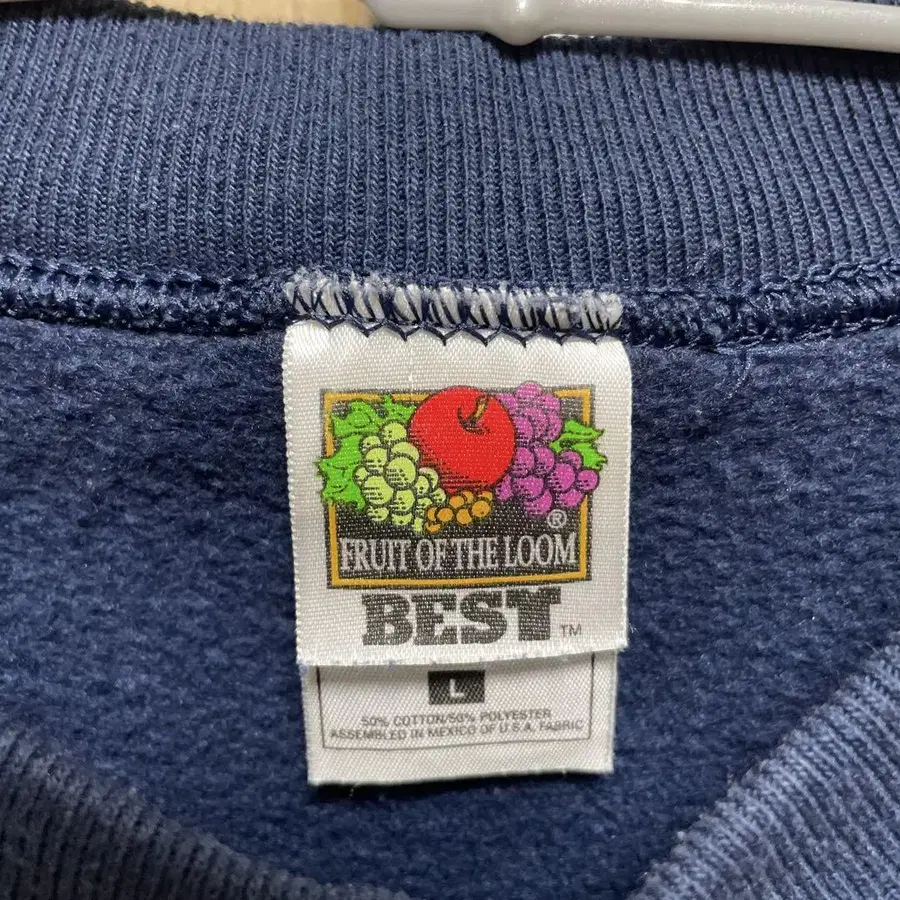 ®
FRUIT OF THE LOOM
BEST™
L
50% COTTON/50% POLYESTER
ASSEMBLED IN MEXICO OF U.S.A. FABRIC